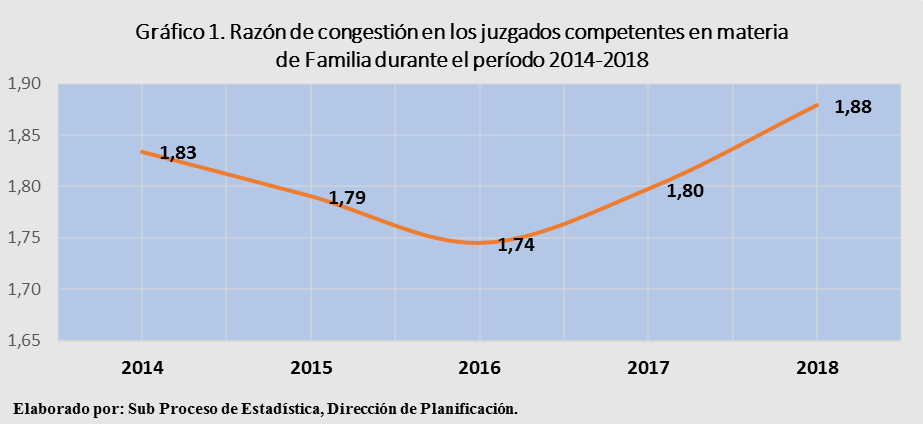 Gráfico 1. Razón de congestión en los juzgados competentes en materia
de Familia durante el período 2014-2018
1,90
1,85
1,80
1,75
1,70
1,65
1,83
1,79
1,74
1,80
1,88
2014 2015 2016 2017 2018
Elaborado por: Sub Proceso de Estadística, Dirección de Planificación.